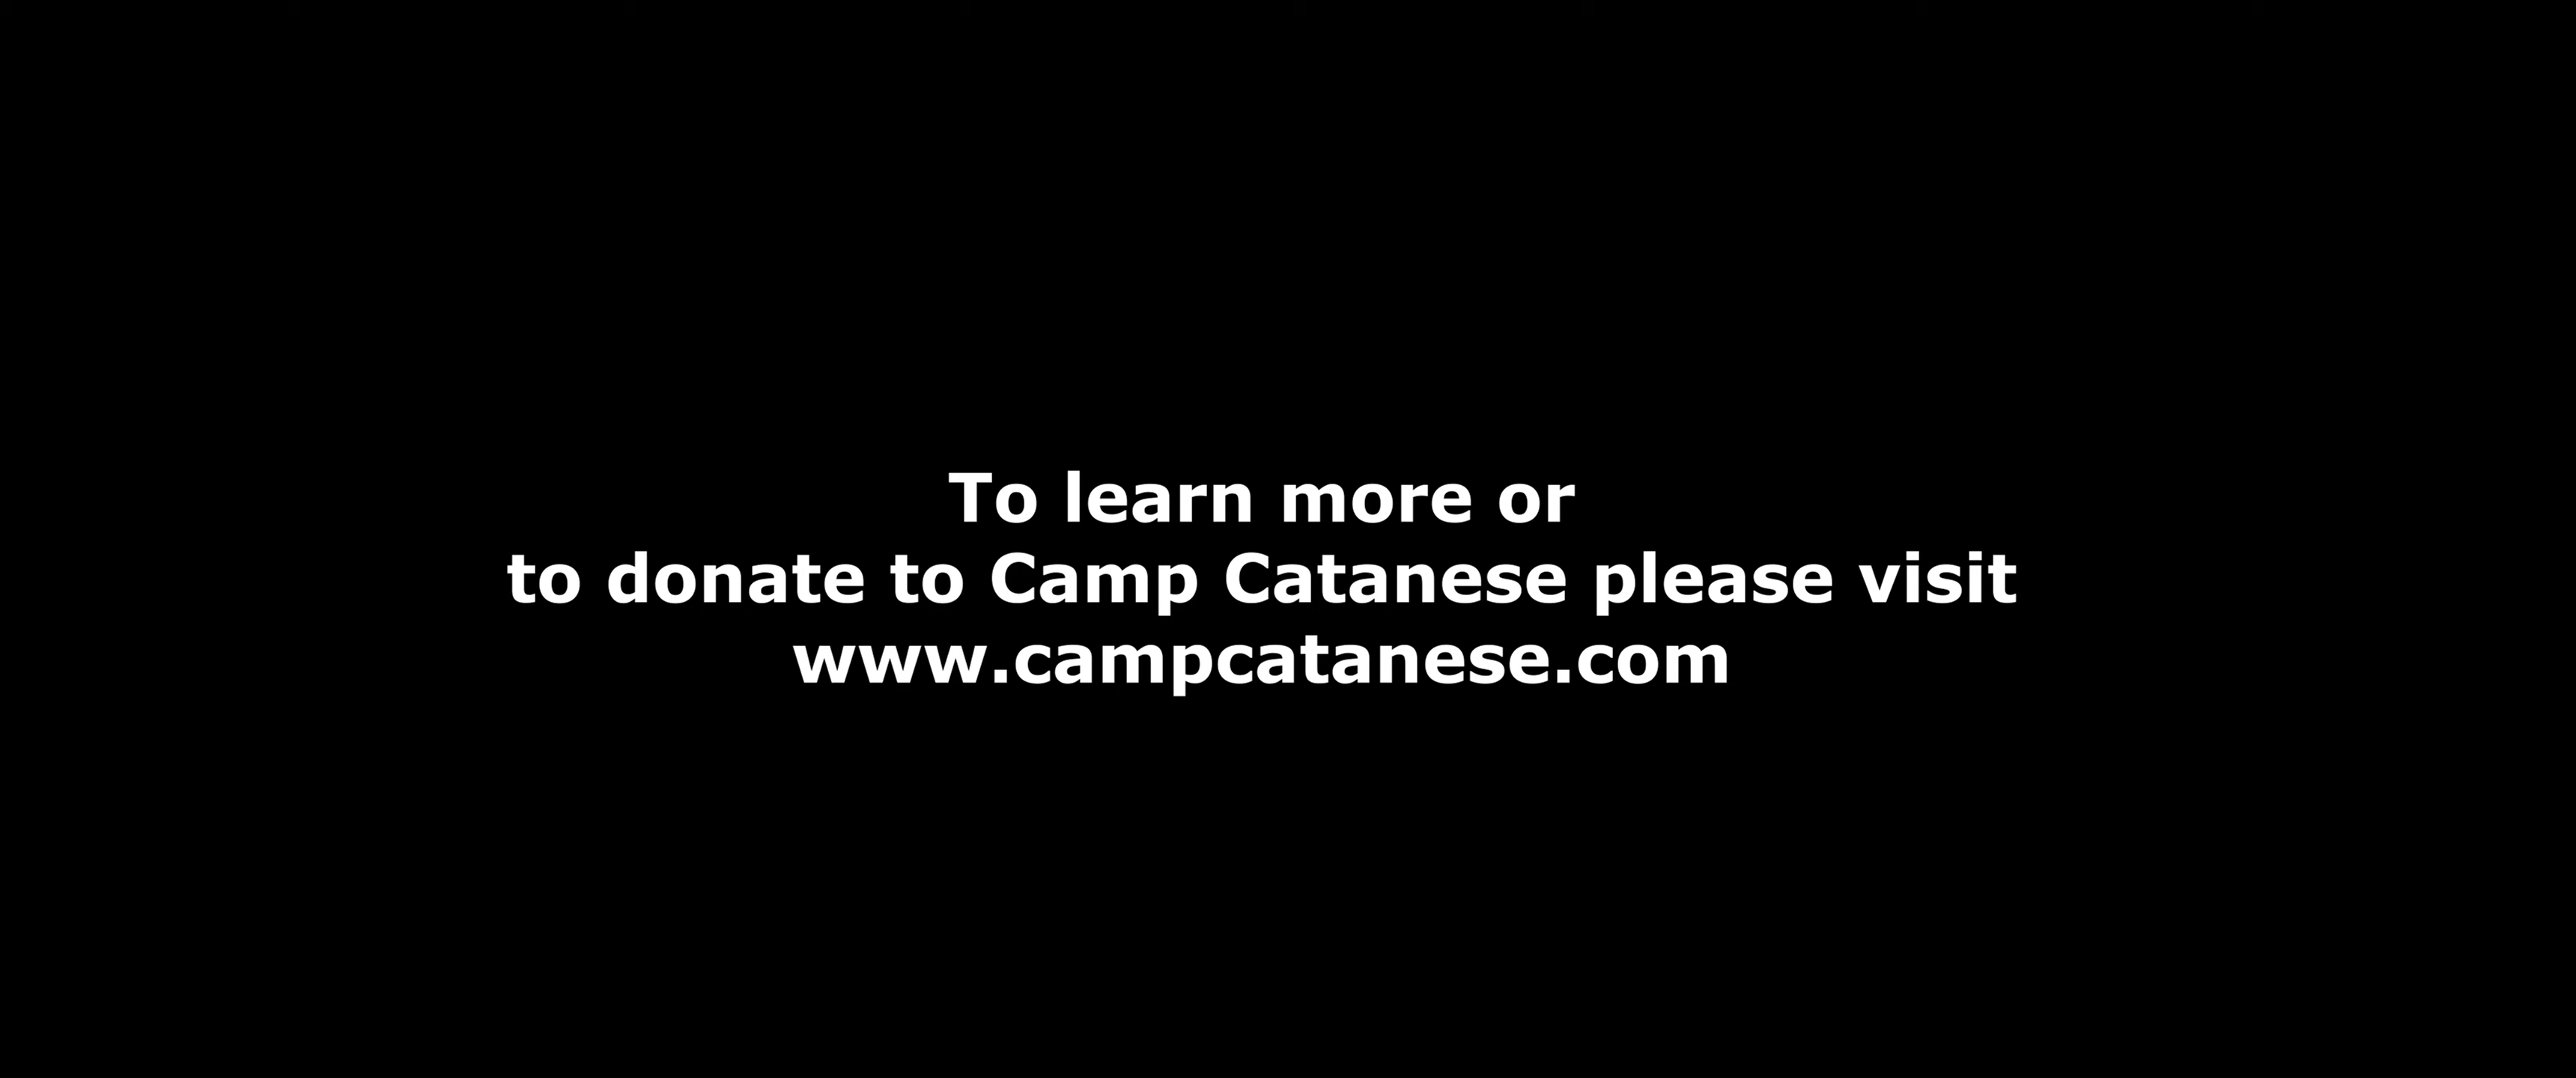 To learn more or
to donate to Camp Catanese please visit
www.campcatanese.com